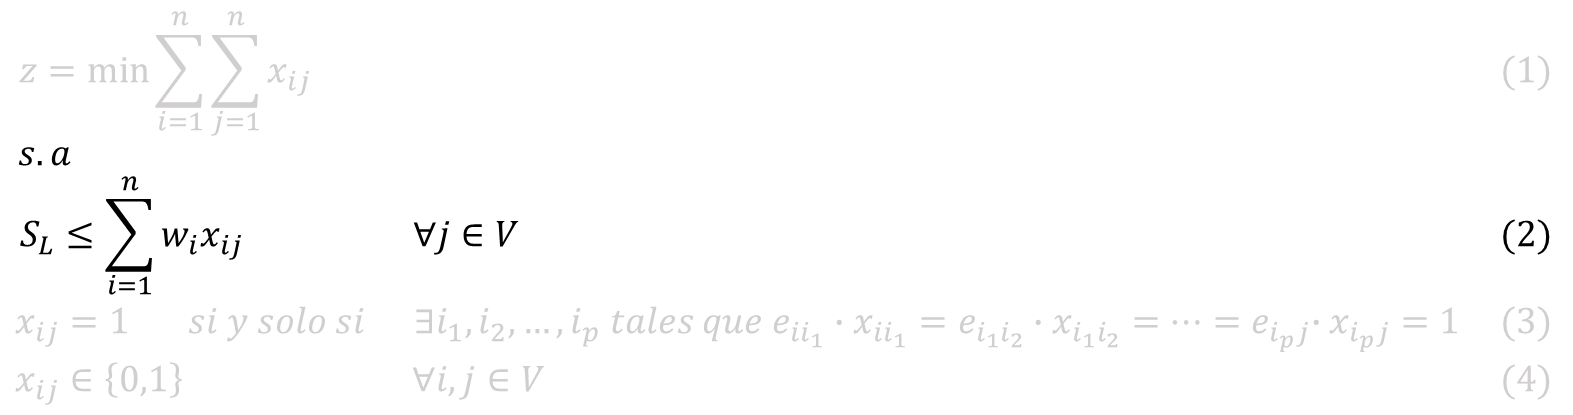 z = min ∑_{i=1}^{n} ∑_{j=1}^{n} x_{ij} (1)
s. a
S_L ≤ ∑_{i=1}^{n} w_i x_{ij} ∀j ∈ V (2)
x_{ij} = 1 si y solo si ∃i_1, i_2, …, i_p tales que e_{ii_1} · x_{ii_1} = e_{i_1i_2} · x_{i_1i_2} = ⋯ = e_{i_pj} · x_{i_pj} = 1 (3)
x_{ij} ∈ {0,1} ∀i, j ∈ V (4)